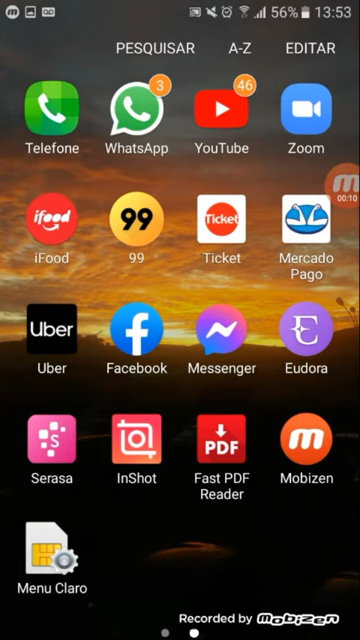 56% 13:53
PESQUISAR A-Z EDITAR
3 46
Telefone WhatsApp YouTube Zoom
00:10
ifood 99 Ticket
iFood 99 Ticket Mercado
Pago
Uber
Uber Facebook Messenger Eudora
S PDF
Serasa InShot Fast PDF
Reader Mobizen
Menu Claro
Recorded by mobizen